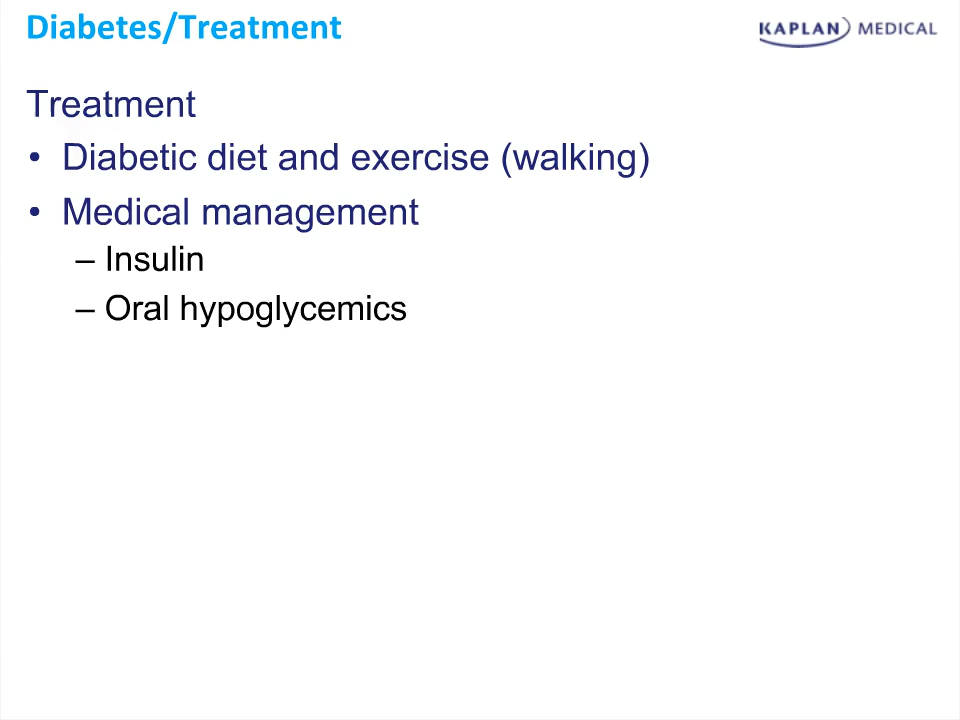 Diabetes/Treatment
KAPLAN MEDICAL
Treatment
• Diabetic diet and exercise (walking)
• Medical management
– Insulin
– Oral hypoglycemics